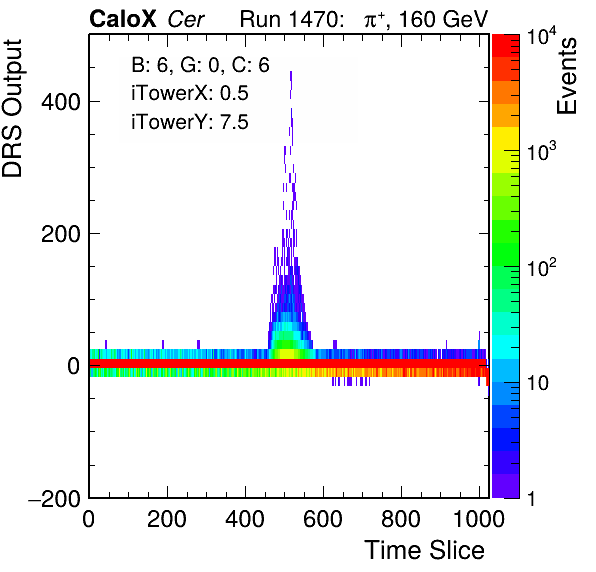 CaloX Cer Run 1470: π⁺, 160 GeV
B: 6, G: 0, C: 6
iTowerX: 0.5
iTowerY: 7.5
DRS Output
400
200
0
−200
0 200 400 600 800 1000
Time Slice
Events
10⁴
10³
10²
10
1